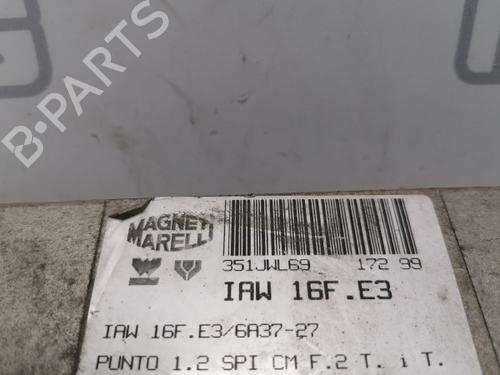 B-PARTS
MAGNETI
MARELLI
351JWL69 172 99
IAW 16F.E3
IAW 16F.E3/6A37-27
PUNTO 1.2 SPI CM F.2 T. i T.